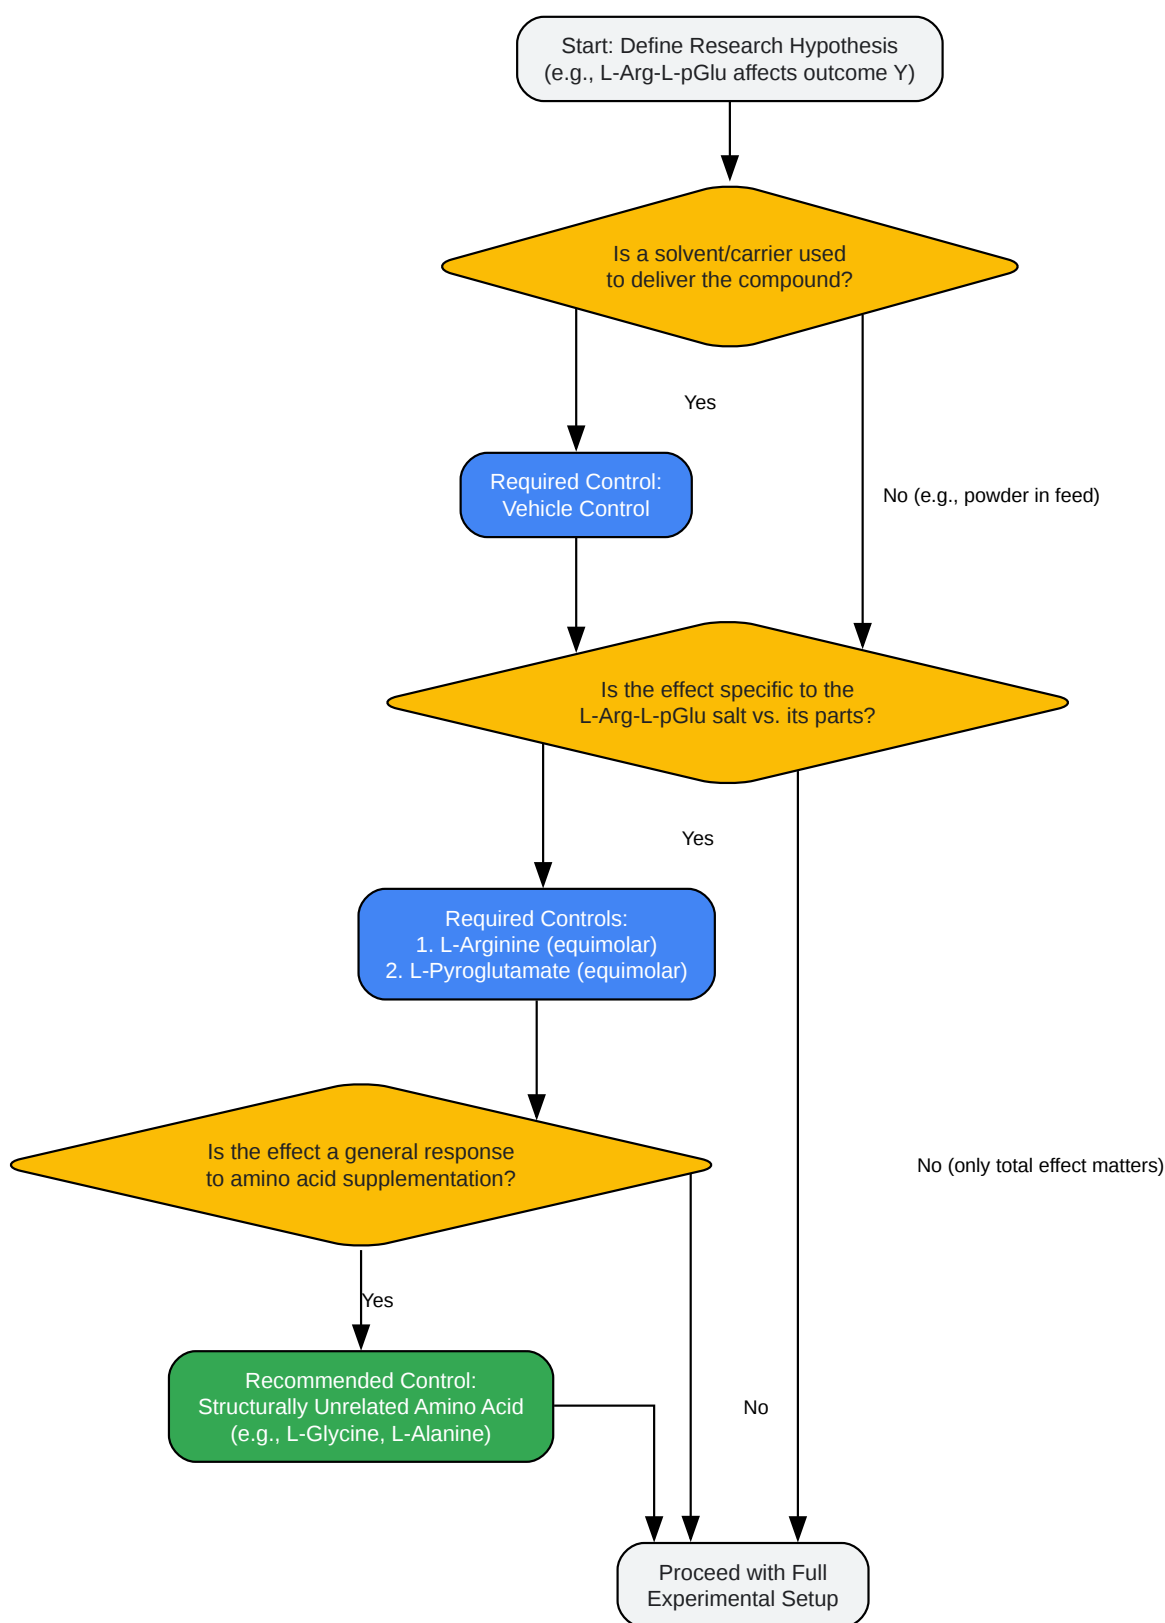 Start: Define Research Hypothesis
(e.g., L-Arg-L-pGlu affects outcome Y)
Is a solvent/carrier used
to deliver the compound?
Yes
Required Control:
Vehicle Control
No (e.g., powder in feed)
Is the effect specific to the
L-Arg-L-pGlu salt vs. its parts?
Yes
Required Controls:
1. L-Arginine (equimolar)
2. L-Pyroglutamate (equimolar)
Is the effect a general response
to amino acid supplementation?
No (only total effect matters)
Yes
Recommended Control:
Structurally Unrelated Amino Acid
(e.g., L-Glycine, L-Alanine)
No
Proceed with Full
Experimental Setup